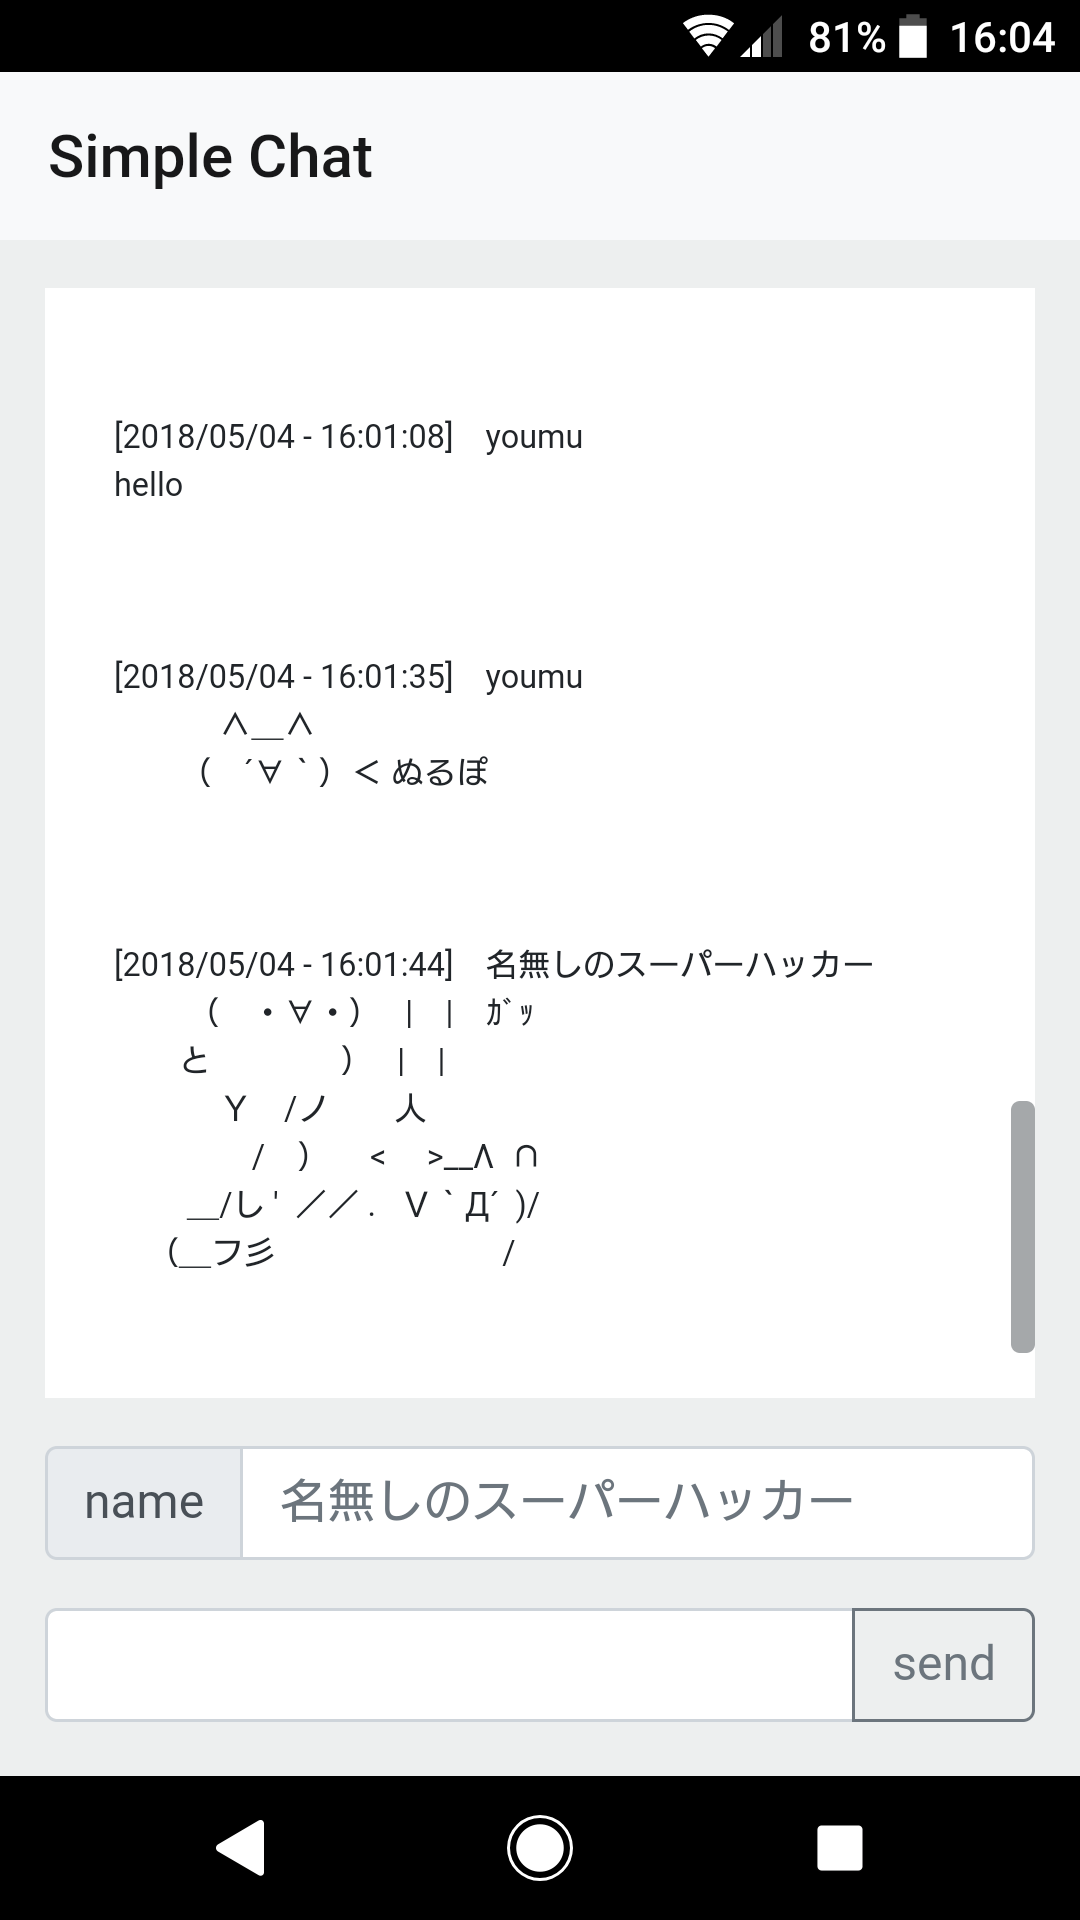 81% 16:04
Simple Chat
[2018/05/04 - 16:01:08]　youmu
hello
[2018/05/04 - 16:01:35]　youmu
　　　 ∧＿∧
　　 （　´∀｀）＜ ぬるぽ
[2018/05/04 - 16:01:44]　名無しのスーパーハッカー
　　 （　・∀・）　 |　|　ｶﾞｯ
　　と　　　　）　 |　|
　　　 Ｙ　/ノ　　 人
　　　　 /　）　　 <　 >__Λ ∩
　　 ＿/し'　／／.　Ｖ｀Д´）/
　　（＿フ彡　　　　　　　/
name 名無しのスーパーハッカー
send